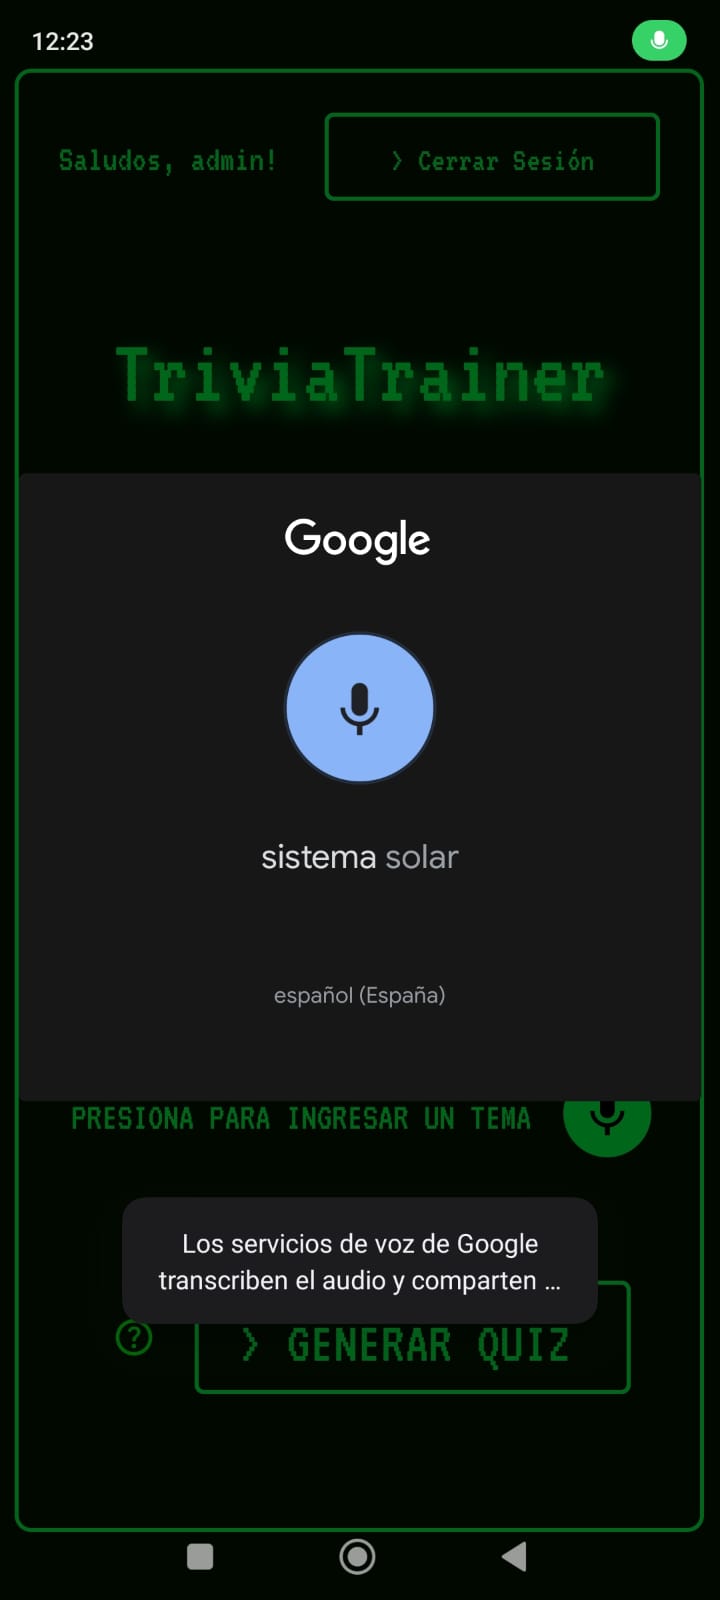 12:23
Saludos, admin!
> Cerrar Sesión
TriviaTrainer
Google
sistema solar
español (España)
PRESIONA PARA INGRESAR UN TEMA
Los servicios de voz de Google
transcriben el audio y comparten ...
?
> GENERAR QUIZ